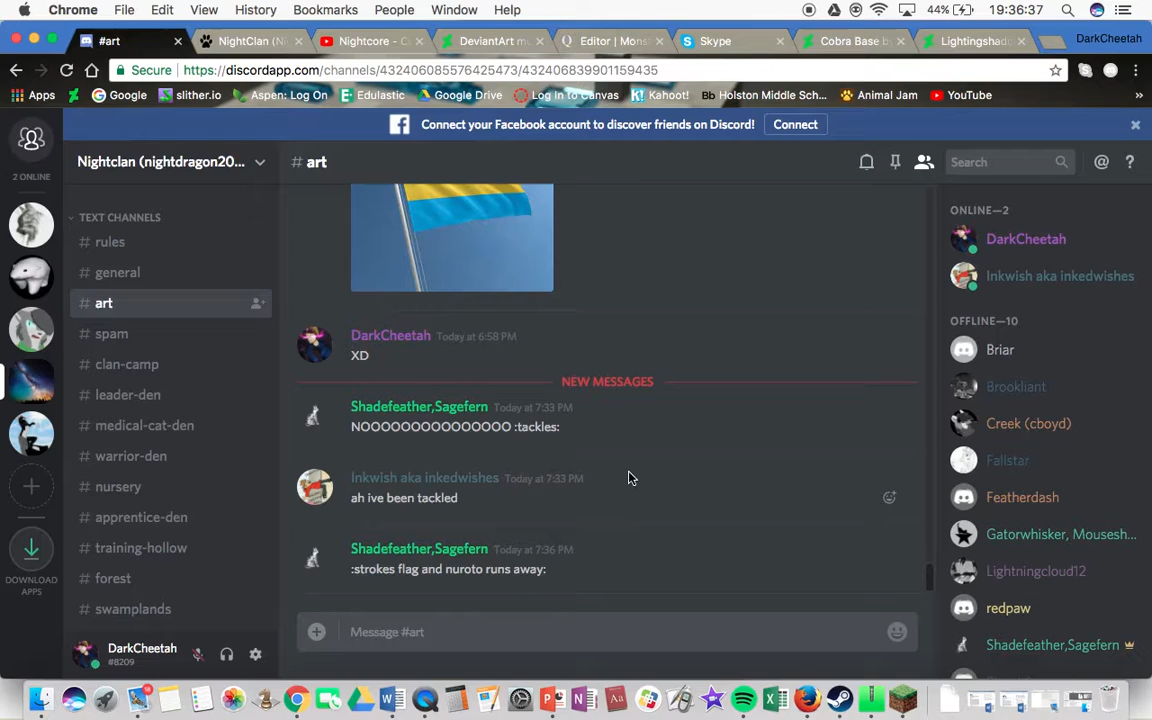 Chrome File Edit View History Bookmarks People Window Help 44% 19:36:37
#art NightClan (nightd Nightcore - C DeviantArt m Editor | Mons Skype Cobra Base by Lightingshad DarkCheetah
Secure https://discordapp.com/channels/432406085576425473/432406839901159435
Apps Google slither.io Aspen: Log On Edulastic Google Drive Log In to Canvas Kahoot! Bb Holston Middle Sch... Animal Jam YouTube »
Connect your Facebook account to discover friends on Discord! Connect
2 ONLINE
DOWNLOAD
APPS
Nightclan (nightdragon20...
TEXT CHANNELS
# rules
# general
# art
# spam
# clan-camp
# leader-den
# medical-cat-den
# warrior-den
# nursery
# apprentice-den
# training-hollow
# forest
# swamplands
DarkCheetah
#8209
# art
Search @ ?
DarkCheetah Today at 6:58 PM
XD
NEW MESSAGES
Shadefeather,Sagefern Today at 7:33 PM
NOOOOOOOOOOOOOOO :tackles:
Inkwish aka inkedwishes Today at 7:33 PM
ah ive been tackled
Shadefeather,Sagefern Today at 7:36 PM
:strokes flag and nuroto runs away:
Message #art
ONLINE—2
DarkCheetah
Inkwish aka inkedwishes
OFFLINE—10
Briar
Brookliant
Creek (cboyd)
Fallstar
Featherdash
Gatorwhisker, Mousesh...
Lightningcloud12
redpaw
Shadefeather,Sagefern